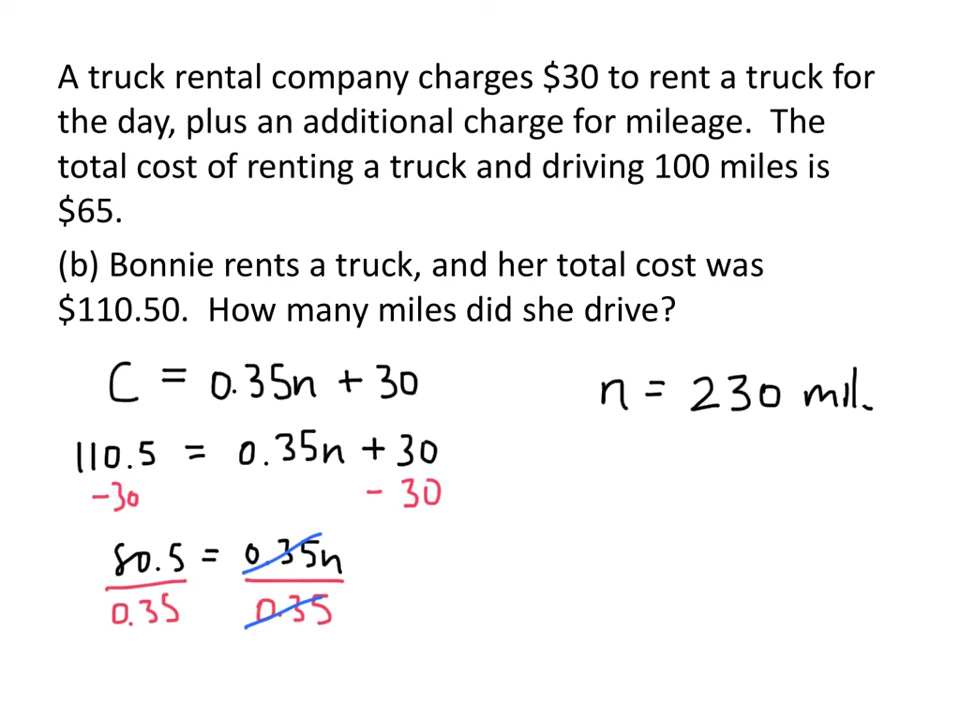 A truck rental company charges $30 to rent a truck for
the day, plus an additional charge for mileage. The
total cost of renting a truck and driving 100 miles is
$65.
(b) Bonnie rents a truck, and her total cost was
$110.50. How many miles did she drive?
C = 0.35n + 30
n = 230 mil.
110.5 = 0.35n + 30
-30 - 30
80.5 = 0.35n
0.35 0.35